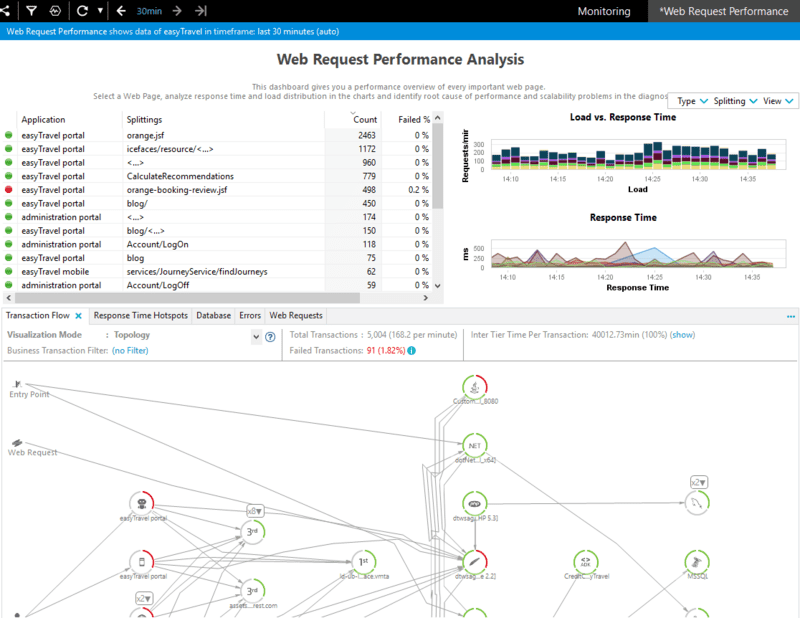 30min
Monitoring
*Web Request Performance
Web Request Performance shows data of easyTravel in timeframe: last 30 minutes (auto)
Web Request Performance Analysis
This dashboard gives you a performance overview of every important web page.
Select a Web Page, analyze response time and load distribution in the charts and identify root cause of performance and scalability problems in the diagnos
Type Splitting View
Application Splittings Count Failed %
easyTravel portal orange.jsf 2463 0 %
easyTravel portal icefaces/resource/<...> 1172 0 %
easyTravel portal <...> 960 0 %
easyTravel portal CalculateRecommendations 779 0 %
easyTravel portal orange-booking-review.jsf 498 0.2 %
easyTravel portal blog/ 450 0 %
administration portal <...> 174 0 %
easyTravel portal blog/<...> 150 0 %
administration portal Account/LogOn 118 0 %
easyTravel portal blog 75 0 %
easyTravel mobile services/JourneyService/findJourneys 62 0 %
administration portal Account/LogOff 59 0 %
Load vs. Response Time
Requests/mir
300
200
100
0
14:10 14:15 14:20 14:25 14:30 14:35
Load
Response Time
ms
500
250
0
14:10 14:15 14:20 14:25 14:30 14:35
Response Time
Transaction Flow Response Time Hotspots Database Errors Web Requests
Visualization Mode : Topology
Business Transaction Filter: (no Filter)
Total Transactions : 5,004 (168.2 per minute)
Failed Transactions: 91 (1.82%)
Inter Tier Time Per Transaction: 40012.73min (100%) (show)
Entry Point
Custom...)_8080
Web Request
.NET
dotNet..._x64]
x2
easyTravel portal
x8
3rd
dtwsag...HP 5.3]
easyTravel portal
1st
dtwsag...e 2.2]
<>
ADK
CreditC...yTravel
MSSQL
x2
3rd
assets...rest.com